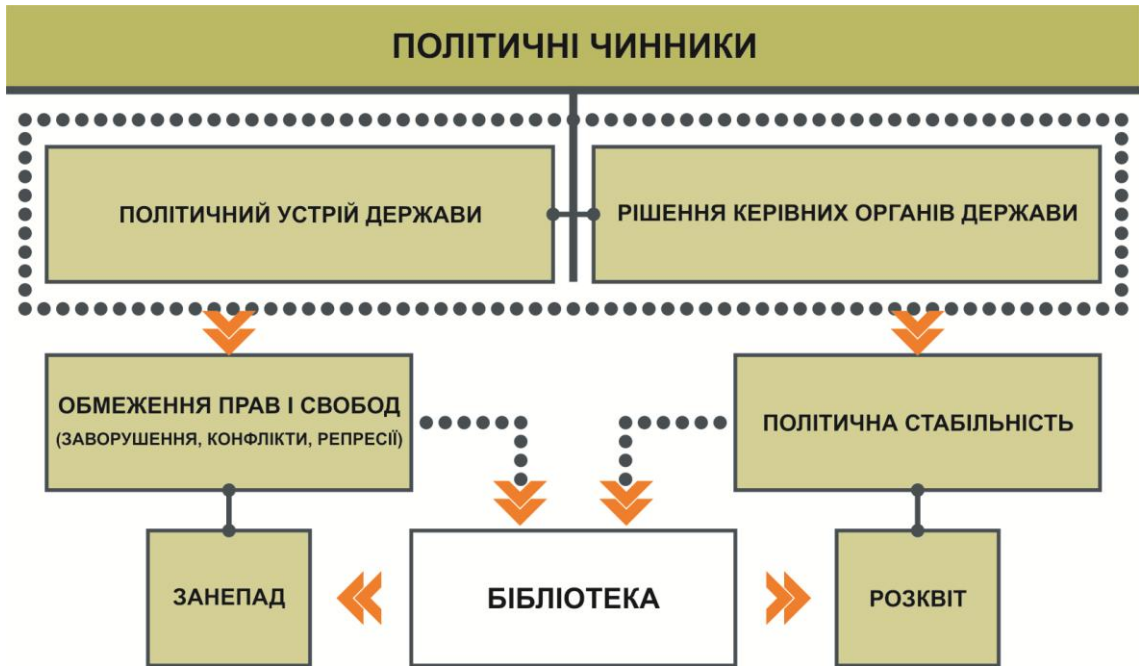 ПОЛІТИЧНІ ЧИННИКИ
ПОЛІТИЧНИЙ УСТРІЙ ДЕРЖАВИ
РІШЕННЯ КЕРІВНИХ ОРГАНІВ ДЕРЖАВИ
ОБМЕЖЕННЯ ПРАВ І СВОБОД
(ЗАВОРУШЕННЯ, КОНФЛІКТИ, РЕПРЕСІЇ)
ПОЛІТИЧНА СТАБІЛЬНІСТЬ
ЗАНЕПАД
БІБЛІОТЕКА
РОЗКВІТ